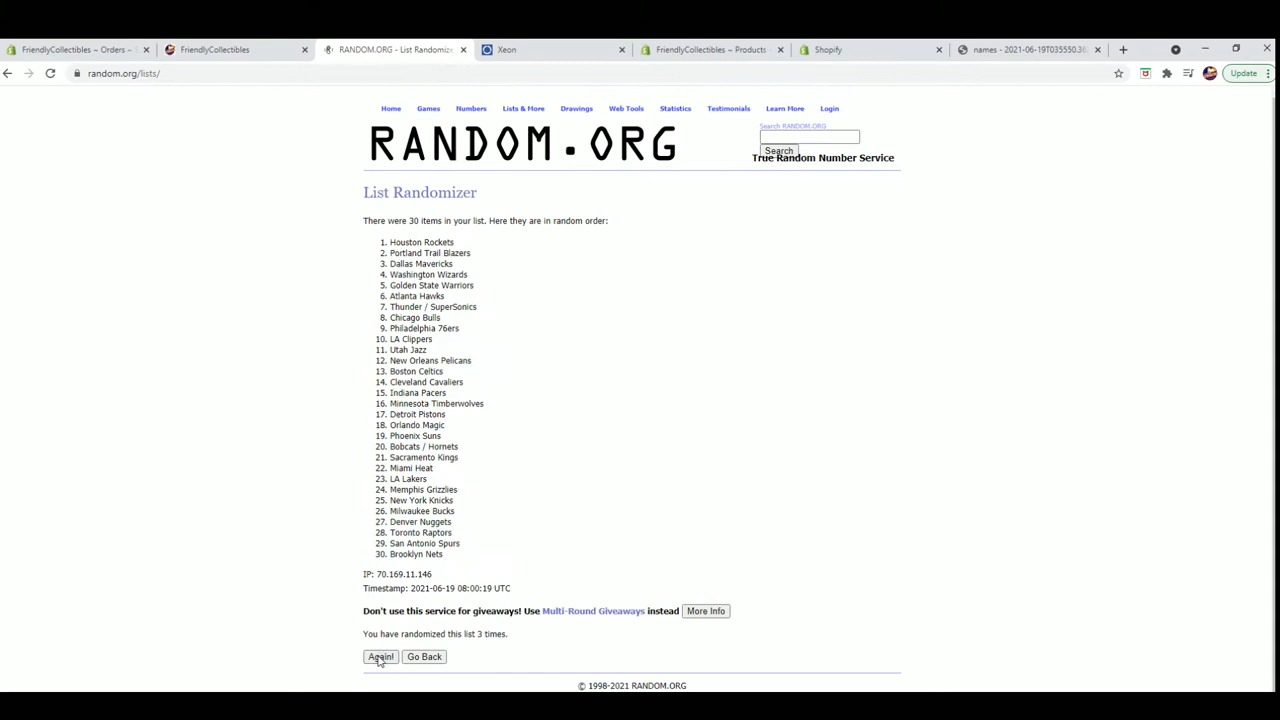 FriendlyCollectibles ~ Orders ~
FriendlyCollectibles
RANDOM.ORG - List Randomize
Xeon
FriendlyCollectibles ~ Products ~
Shopify
names - 2021-06-19T035550.36
random.org/lists/
Update
Home Games Numbers Lists & More Drawings Web Tools Statistics Testimonials Learn More Login
RANDOM.ORG
Search RANDOM.ORG
Search
True Random Number Service
List Randomizer
There were 30 items in your list. Here they are in random order:
1. Houston Rockets
2. Portland Trail Blazers
3. Dallas Mavericks
4. Washington Wizards
5. Golden State Warriors
6. Atlanta Hawks
7. Thunder / SuperSonics
8. Chicago Bulls
9. Philadelphia 76ers
10. LA Clippers
11. Utah Jazz
12. New Orleans Pelicans
13. Boston Celtics
14. Cleveland Cavaliers
15. Indiana Pacers
16. Minnesota Timberwolves
17. Detroit Pistons
18. Orlando Magic
19. Phoenix Suns
20. Bobcats / Hornets
21. Sacramento Kings
22. Miami Heat
23. LA Lakers
24. Memphis Grizzlies
25. New York Knicks
26. Milwaukee Bucks
27. Denver Nuggets
28. Toronto Raptors
29. San Antonio Spurs
30. Brooklyn Nets
IP: 70.169.11.146
Timestamp: 2021-06-19 08:00:19 UTC
Don't use this service for giveaways! Use Multi-Round Giveaways instead More Info
You have randomized this list 3 times.
Again! Go Back
© 1998-2021 RANDOM.ORG